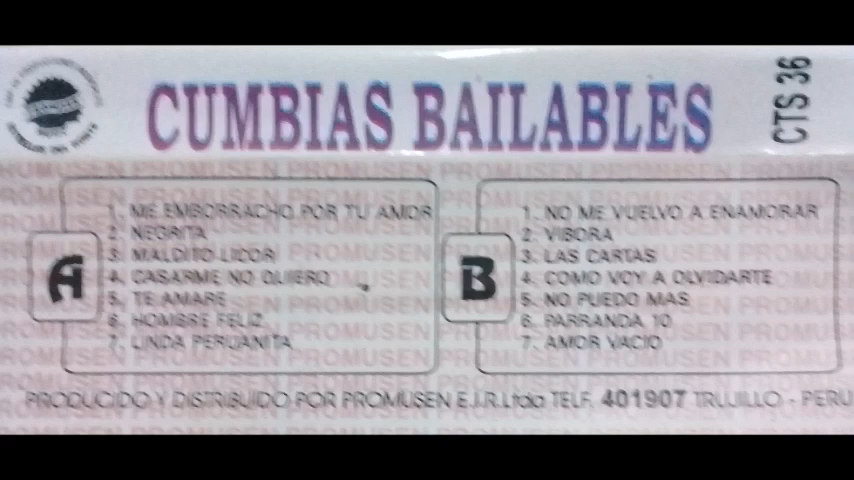 CUMBIAS BAILABLES
CTS 36
A
1. ME EMBORRACHO POR TU AMOR
2. NEGRITA
3. MALDITO LICOR
4. CASARME NO QUIERO
5. TE AMARE
6. HOMBRE FELIZ
7. LINDA PERUANITA
B
1. NO ME VUELVO A ENAMORAR
2. VIBORA
3. LAS CARTAS
4. COMO VOY A OLVIDARTE
5. NO PUEDO MAS
6. PARRANDA 10
7. AMOR VACIO
PRODUCIDO Y DISTRIBUIDO POR PROMUSEN E.I.R.Ltda TELF. 401907 TRUJILLO - PERU